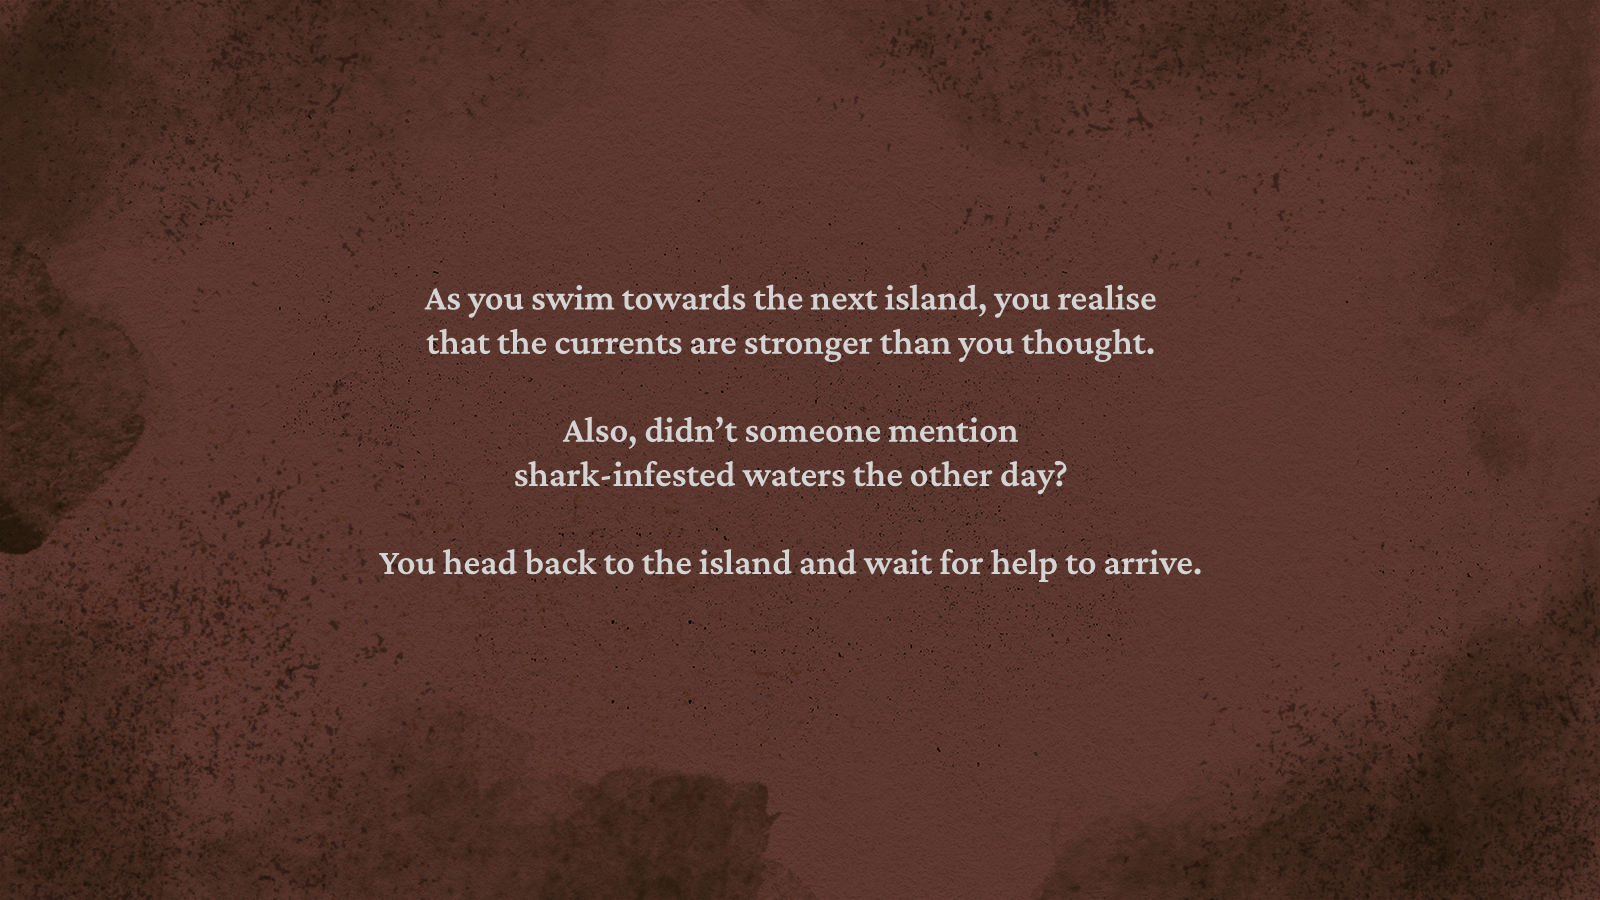 As you swim towards the next island, you realise
that the currents are stronger than you thought.
Also, didn’t someone mention
shark-infested waters the other day?
You head back to the island and wait for help to arrive.